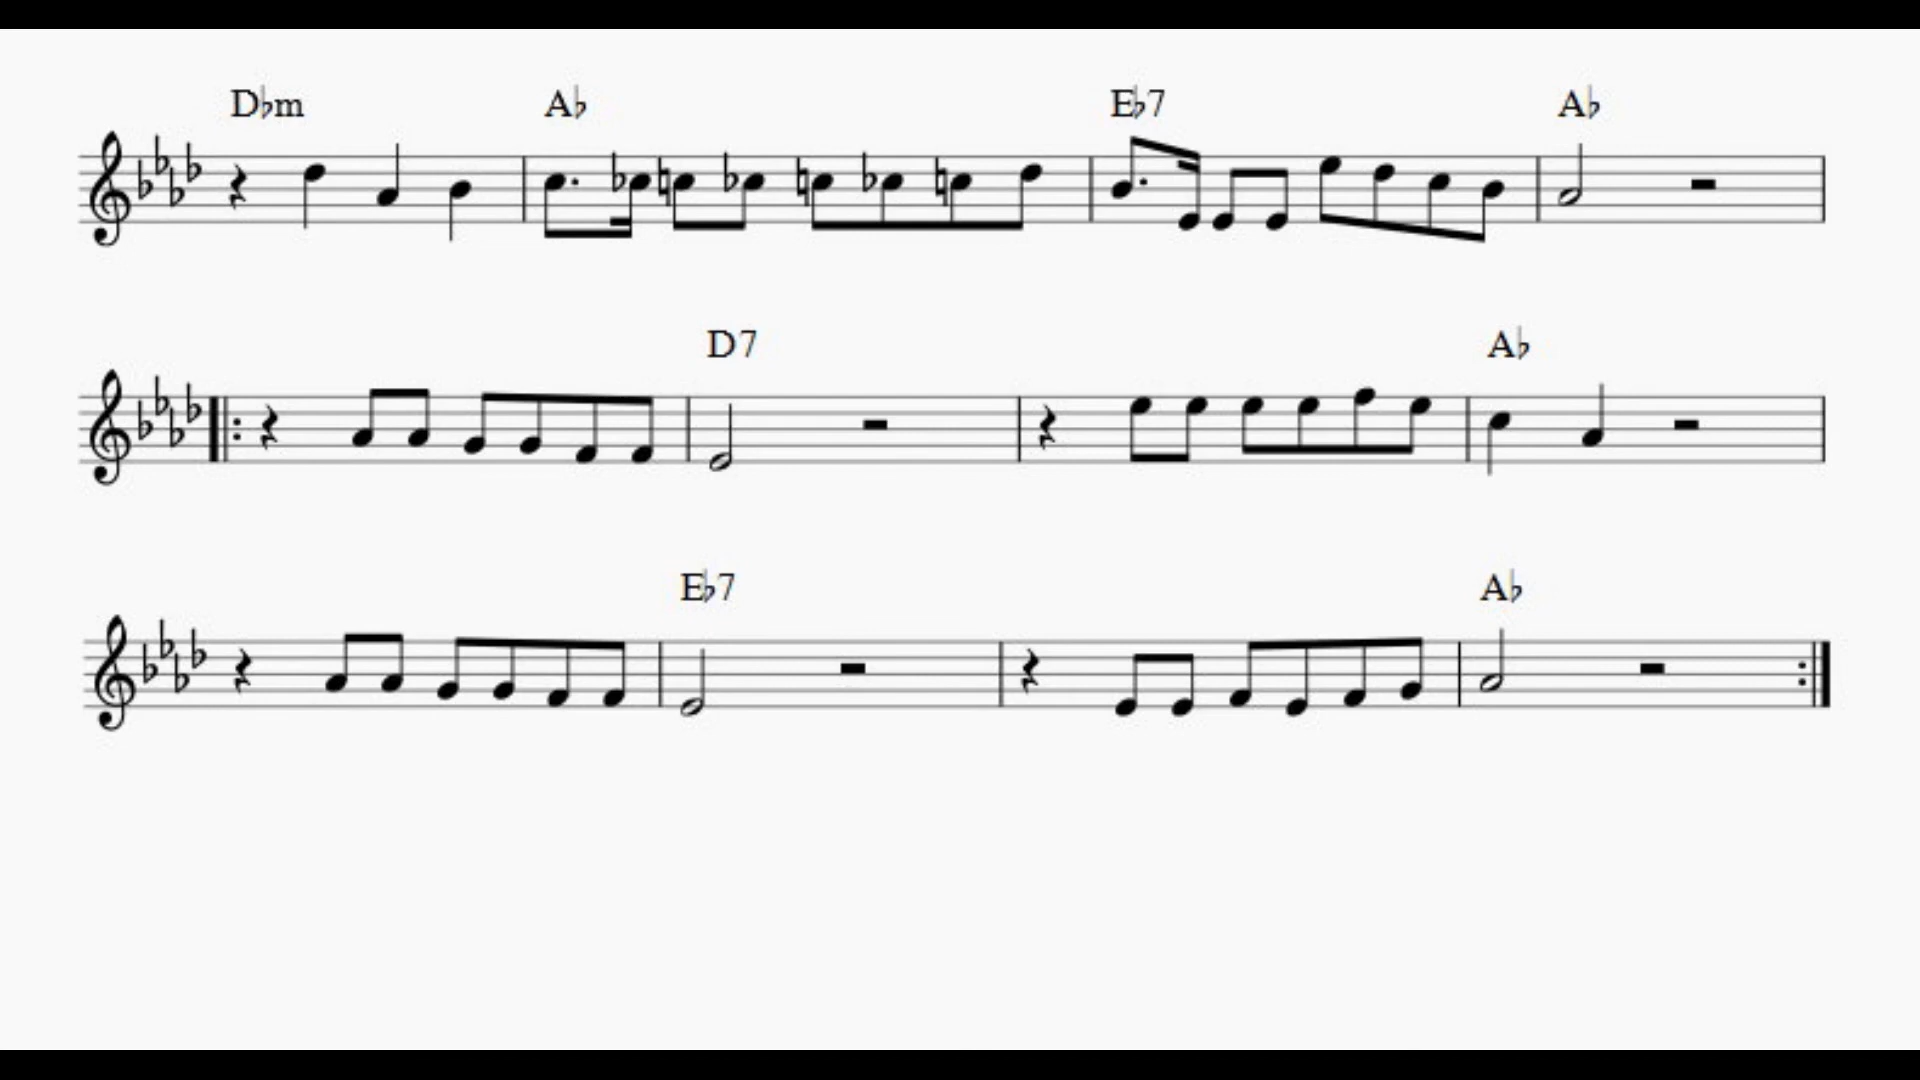 D♭m A♭ E♭7 A♭
D7 A♭
E♭7 A♭